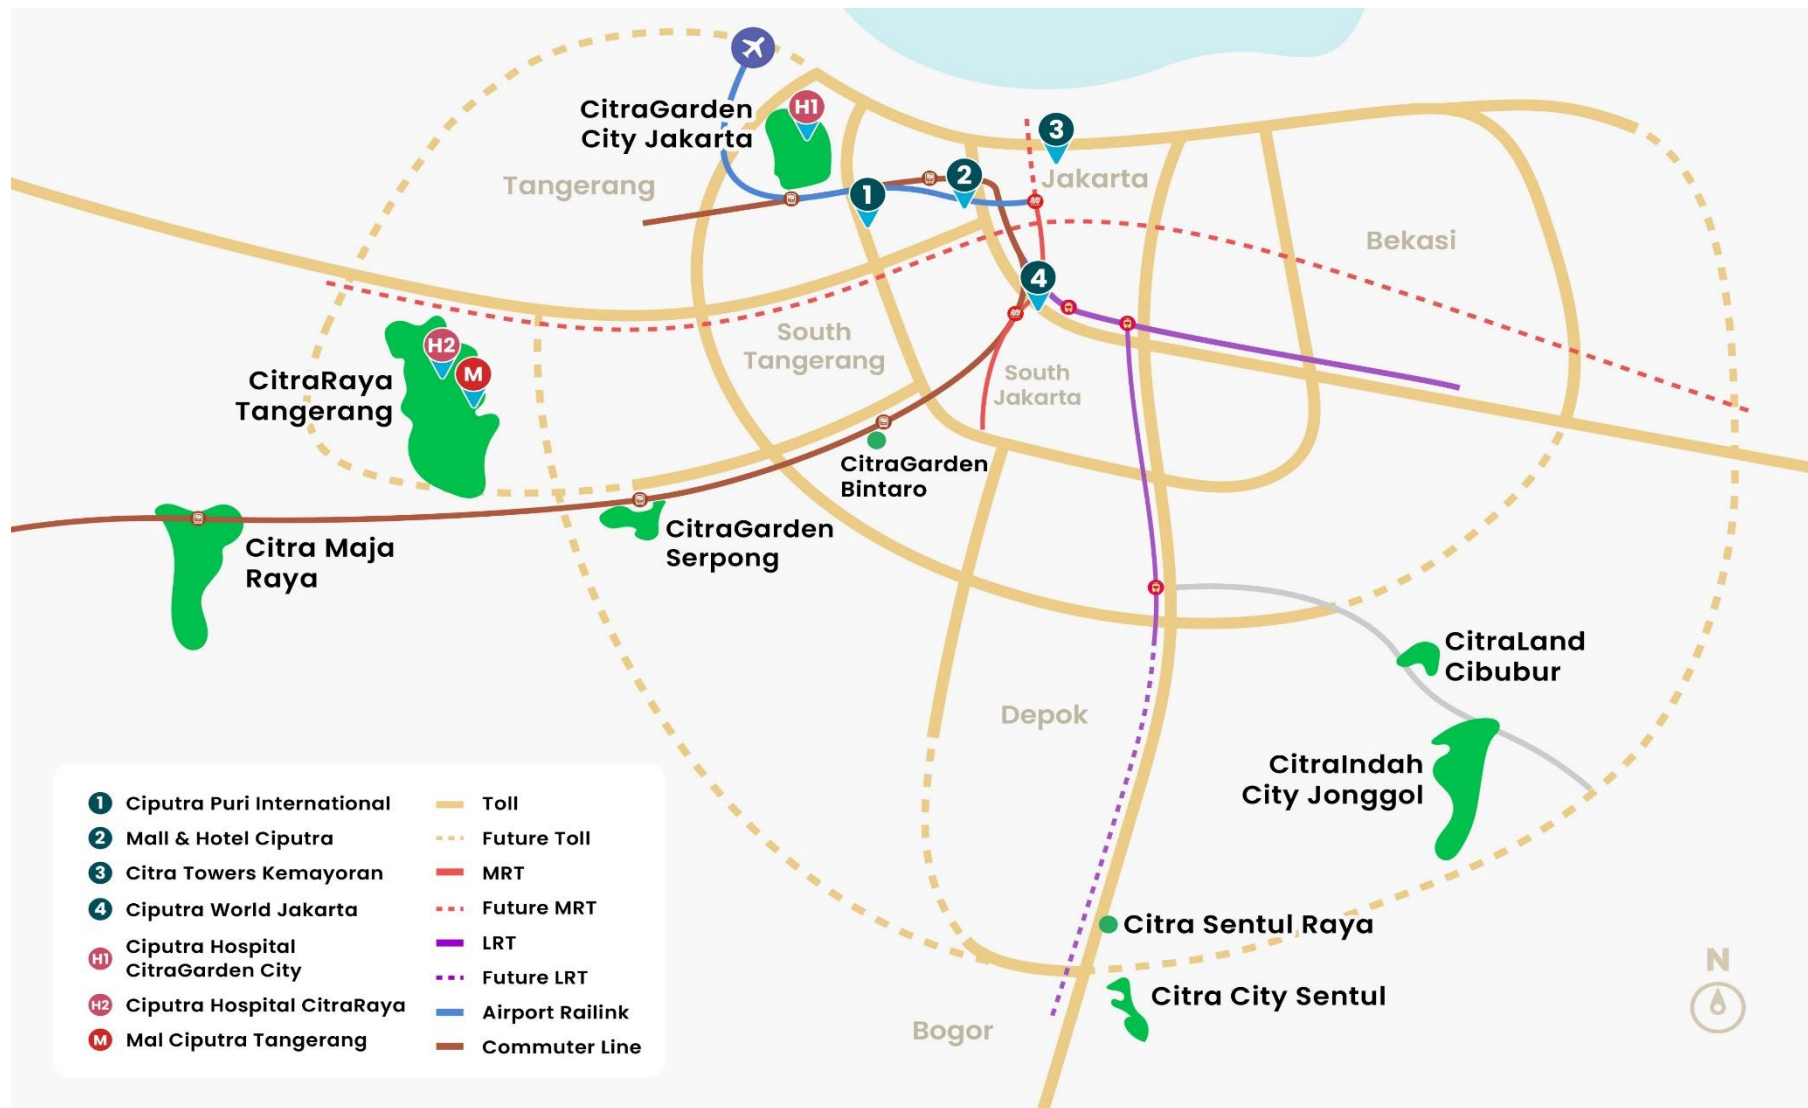 CitraGarden
City Jakarta
H1
3
Tangerang
1
2
Jakarta
Bekasi
4
South
Tangerang
South
Jakarta
H2
M
CitraRaya
Tangerang
CitraGarden
Bintaro
CitraGarden
Serpong
Citra Maja
Raya
CitraLand
Cibubur
Depok
CitraIndah
City Jonggol
Citra Sentul Raya
Citra City Sentul
Bogor
N
1 Ciputra Puri International
2 Mall & Hotel Ciputra
3 Citra Towers Kemayoran
4 Ciputra World Jakarta
H1 Ciputra Hospital
CitraGarden City
H2 Ciputra Hospital CitraRaya
M Mal Ciputra Tangerang
Toll
Future Toll
MRT
Future MRT
LRT
Future LRT
Airport Railink
Commuter Line